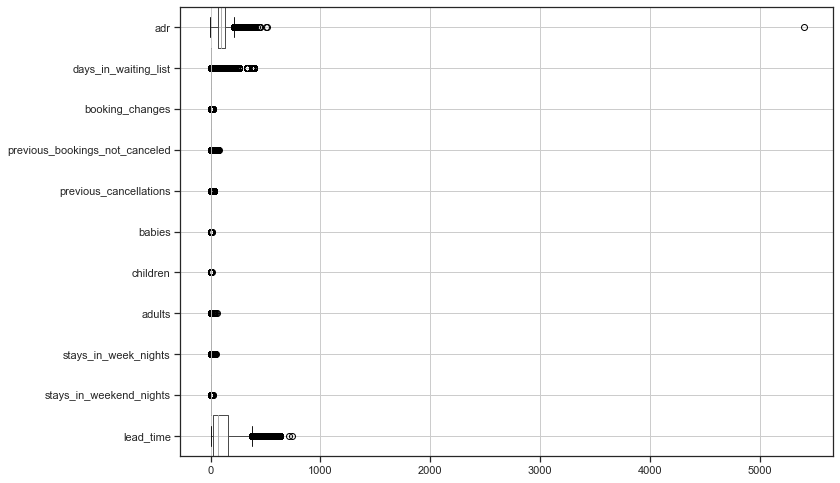 adr
days_in_waiting_list
booking_changes
previous_bookings_not_canceled
previous_cancellations
babies
children
adults
stays_in_week_nights
stays_in_weekend_nights
lead_time
0 1000 2000 3000 4000 5000